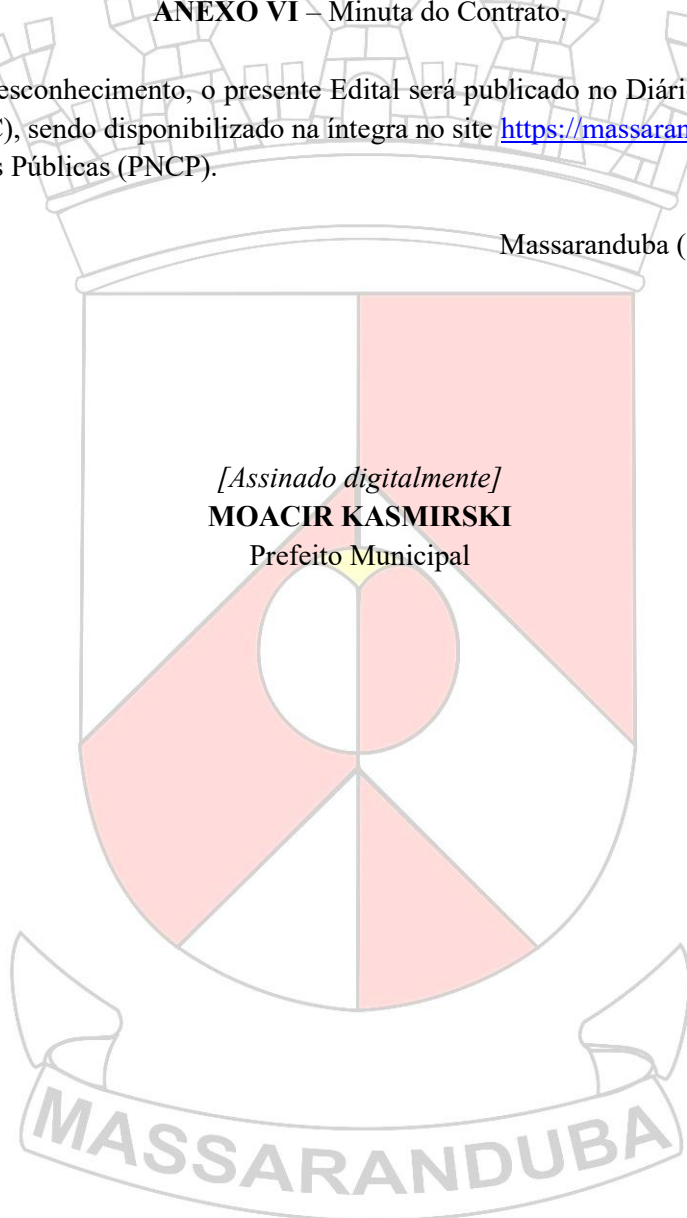 ANEXO VI – Minuta do Contrato.
esconhecimento, o presente Edital será publicado no Diári
), sendo disponibilizado na íntegra no site https://massaran
s Públicas (PNCP).
Massaranduba (
[Assinado digitalmente]
MOACIR KASMIRSKI
Prefeito Municipal
MASSARANDUBA